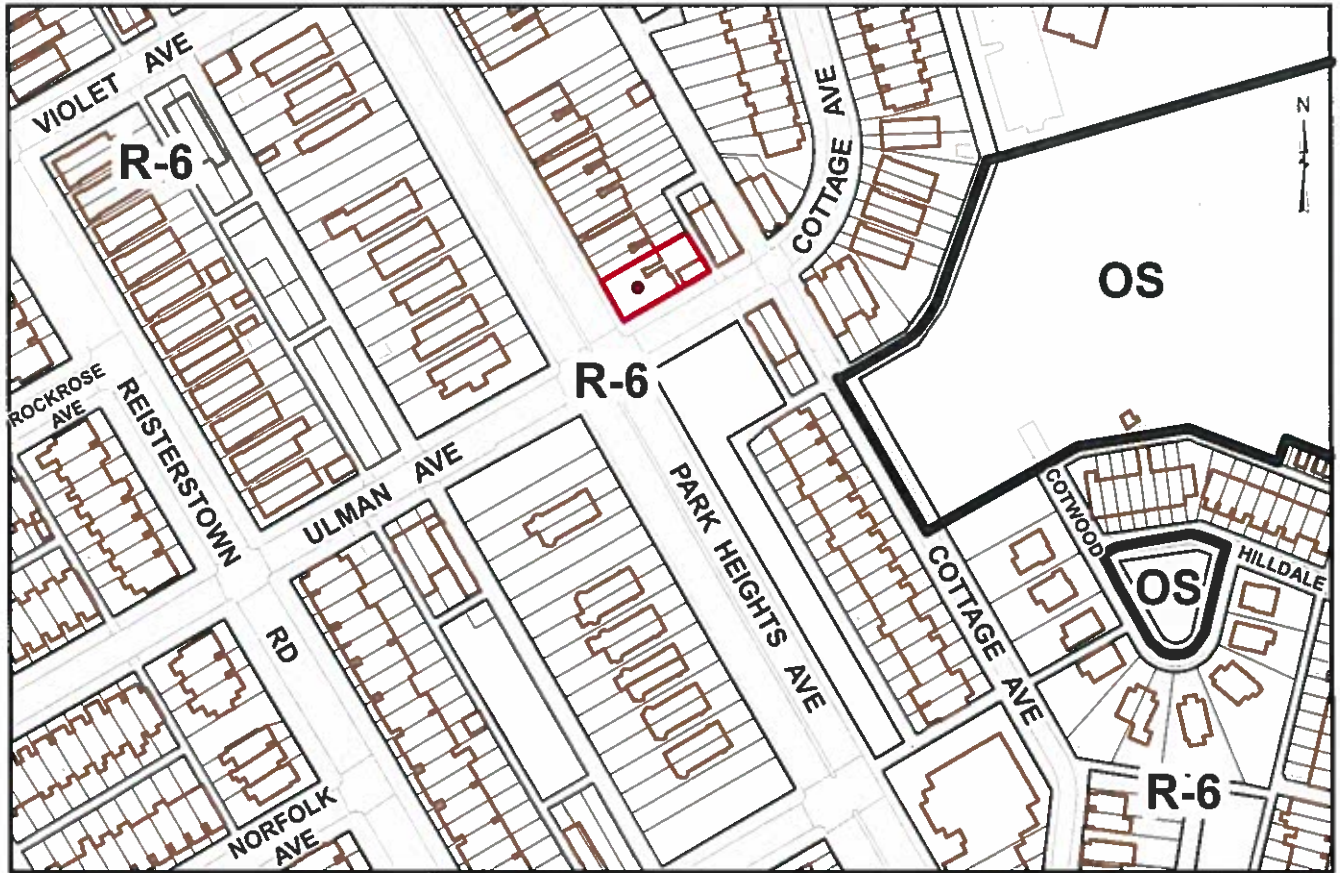 VIOLET AVE
R-6
COTTAGE AVE
N
OS
R-6
ROCKROSE
AVE
REISTERSTOWN
RD
ULMAN AVE
PARK HEIGHTS AVE
COTWOOD
HILLDALE
OS
COTTAGE AVE
NORFOLK
AVE
R-6